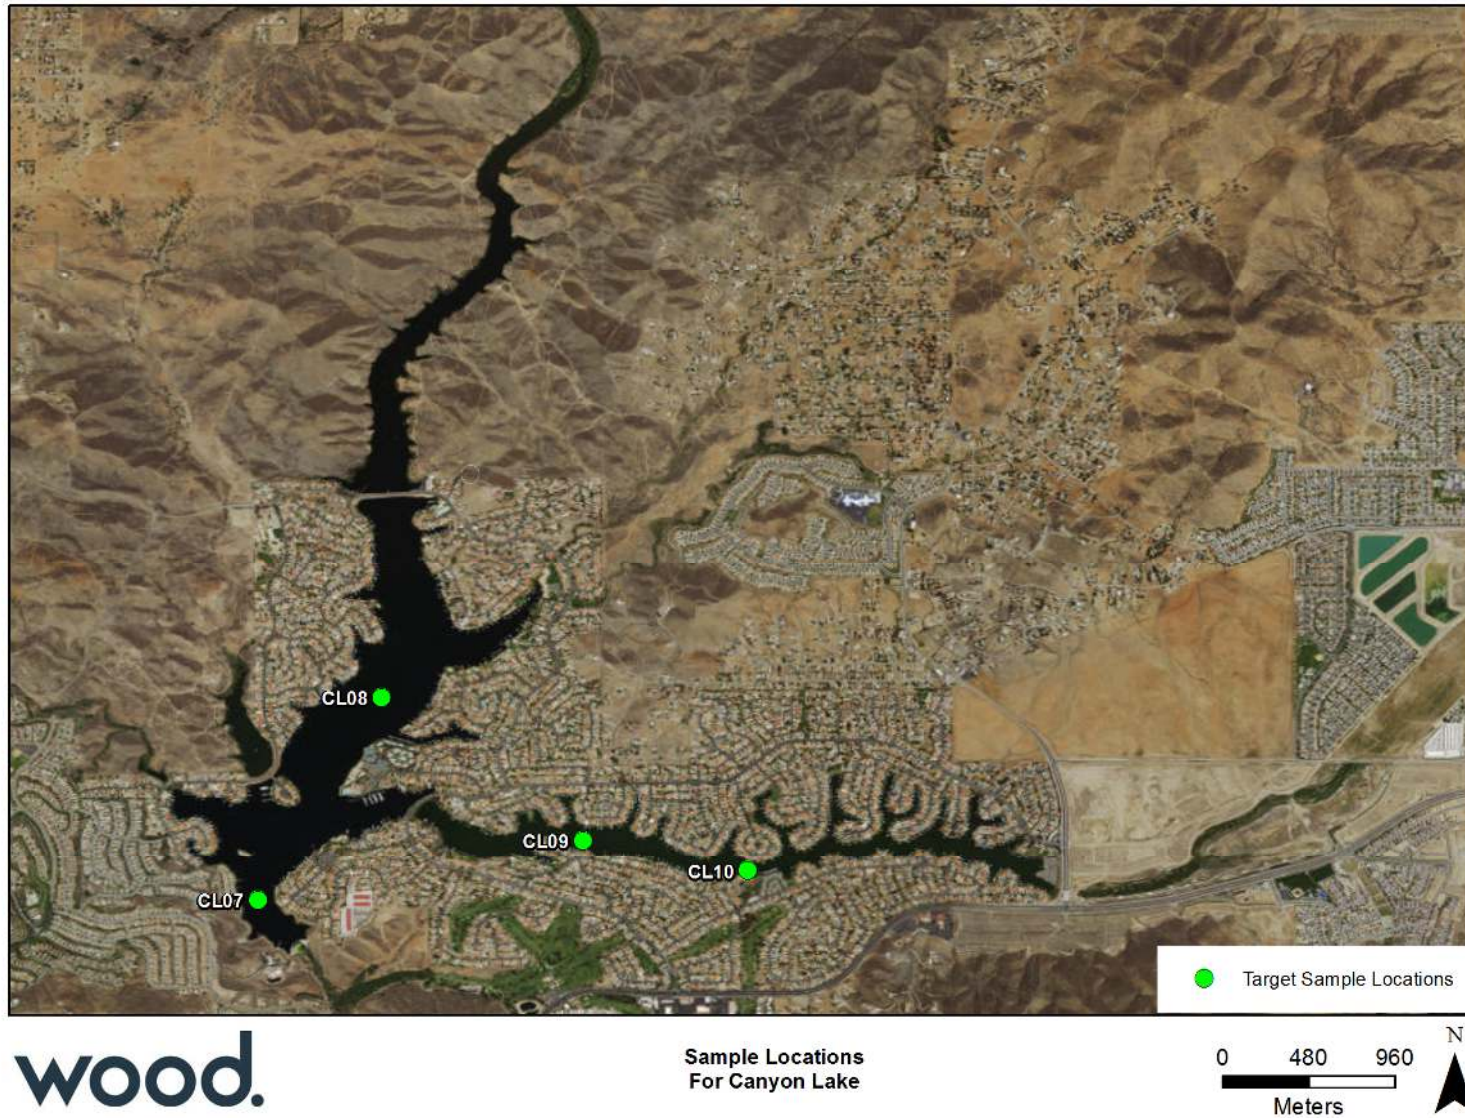 CL08
CL09
CL10
CL07
Target Sample Locations
wood.
Sample Locations
For Canyon Lake
0 480 960
Meters
N